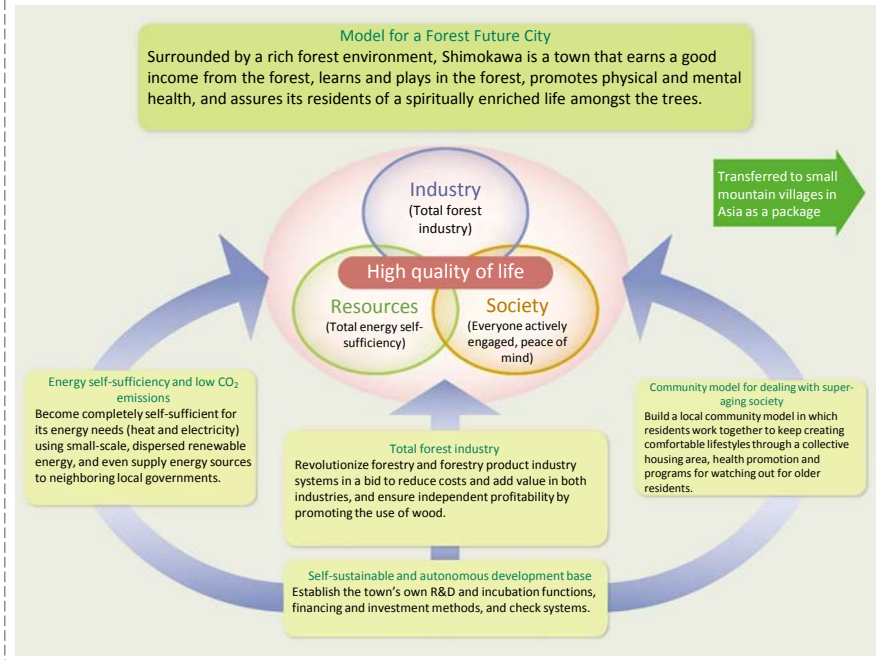 Model for a Forest Future City
Surrounded by a rich forest environment, Shimokawa is a town that earns a good
income from the forest, learns and plays in the forest, promotes physical and mental
health, and assures its residents of a spiritually enriched life amongst the trees.
Transferred to small
mountain villages in
Asia as a package
Industry
(Total forest
industry)
High quality of life
Resources
(Total energy self-
sufficiency)
Society
(Everyone actively
engaged, peace of
mind)
Energy self-sufficiency and low CO₂
emissions
Become completely self-sufficient for
its energy needs (heat and electricity)
using small-scale, dispersed renewable
energy, and even supply energy sources
to neighboring local governments.
Total forest industry
Revolutionize forestry and forestry product industry
systems in a bid to reduce costs and add value in both
industries, and ensure independent profitability by
promoting the use of wood.
Community model for dealing with super-
aging society
Build a local community model in which
residents work together to keep creating
comfortable lifestyles through a collective
housing area, health promotion and
programs for watching out for older
residents.
Self-sustainable and autonomous development base
Establish the town's own R&D and incubation functions,
financing and investment methods, and check systems.